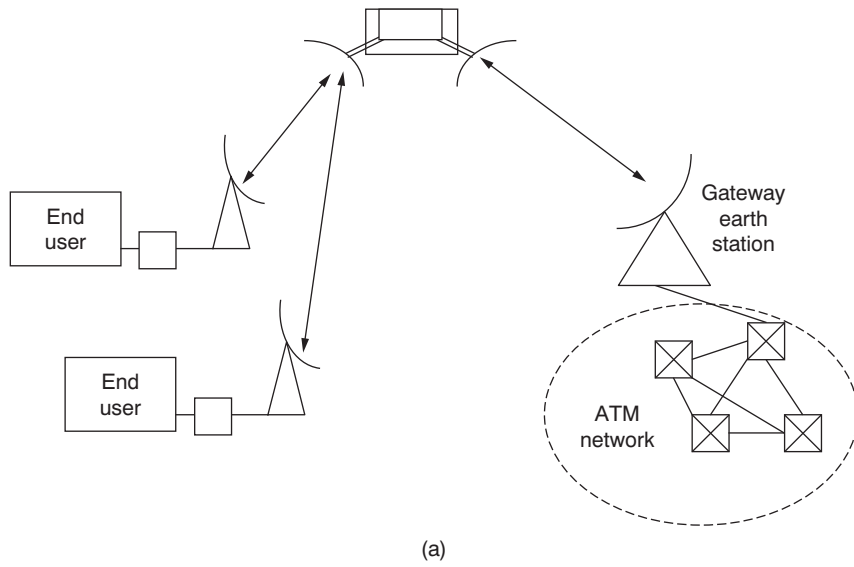 End
user
Gateway
earth
station
End
user
ATM
network
(a)